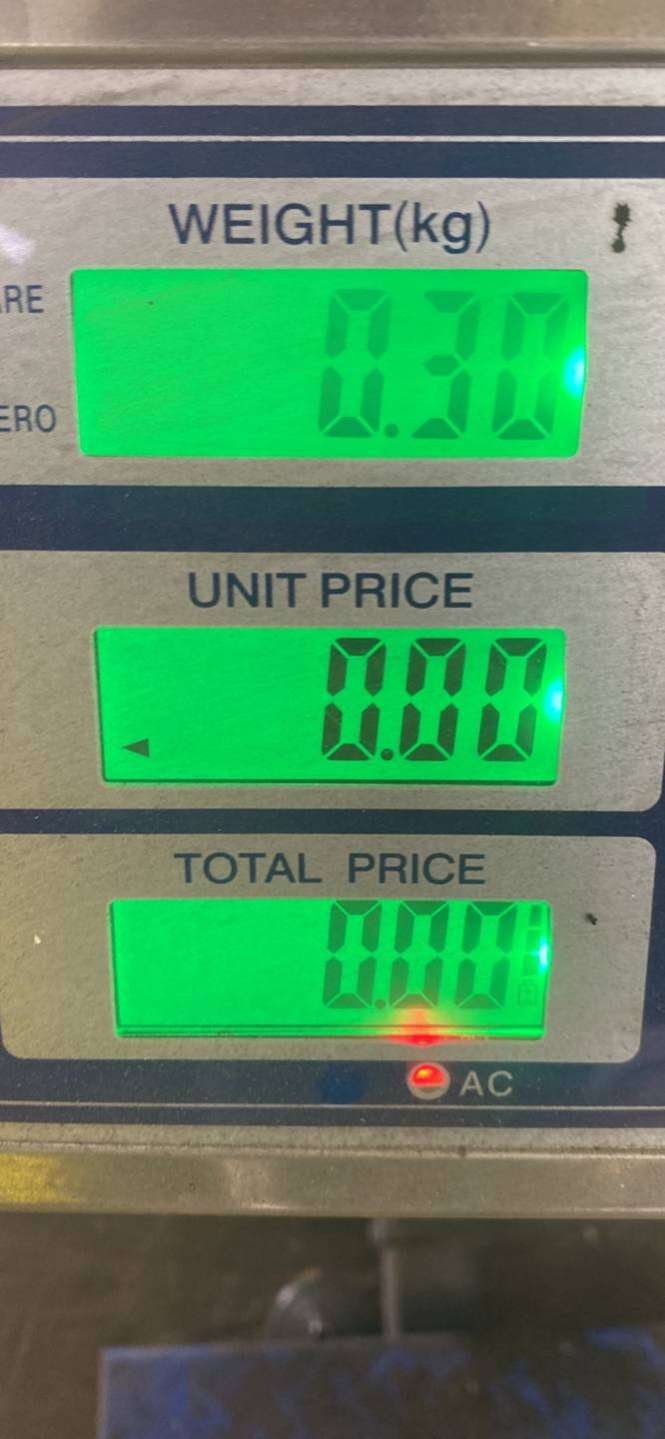 WEIGHT(kg)
ARE
0.30
ERO
UNIT PRICE
0.00
TOTAL PRICE
0.00
AC